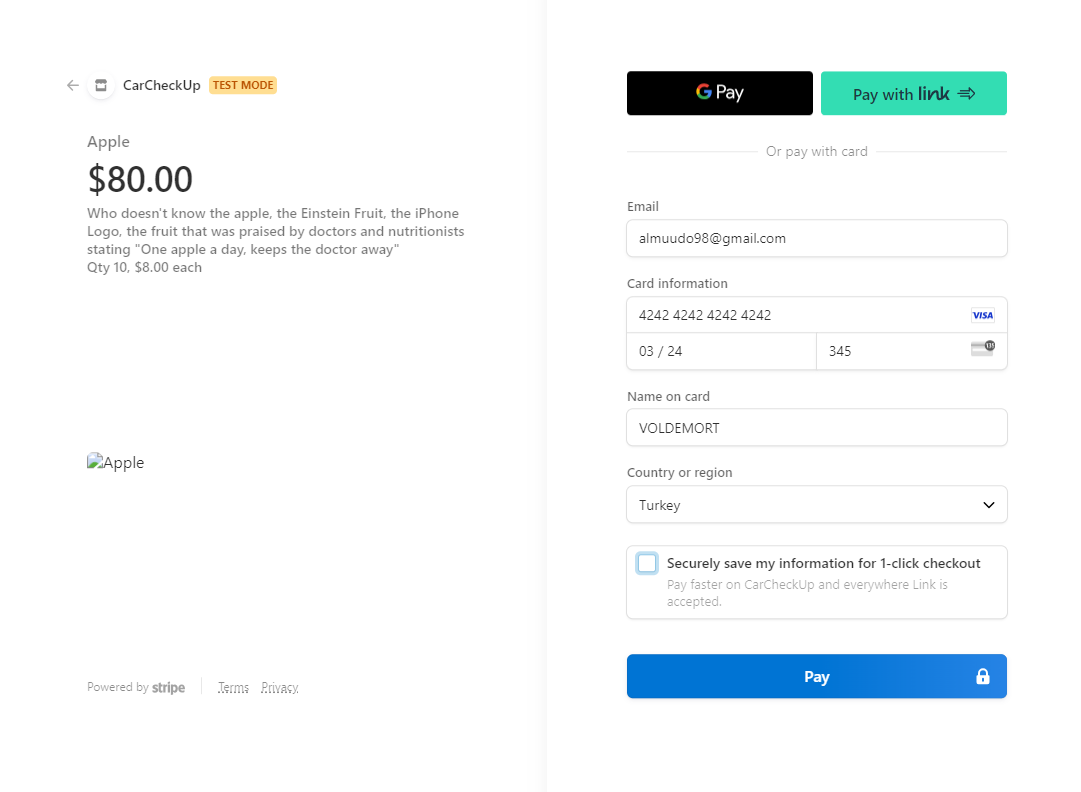 CarCheckUp TEST MODE
Apple
$80.00
Who doesn't know the apple, the Einstein Fruit, the iPhone
Logo, the fruit that was praised by doctors and nutritionists
stating "One apple a day, keeps the doctor away"
Qty 10, $8.00 each
Apple
Powered by stripe
Terms Privacy
G Pay
Pay with link
Or pay with card
Email
almuudo98@gmail.com
Card information
4242 4242 4242 4242
VISA
03 / 24
345
Name on card
VOLDEMORT
Country or region
Turkey
Securely save my information for 1-click checkout
Pay faster on CarCheckUp and everywhere Link is
accepted.
Pay